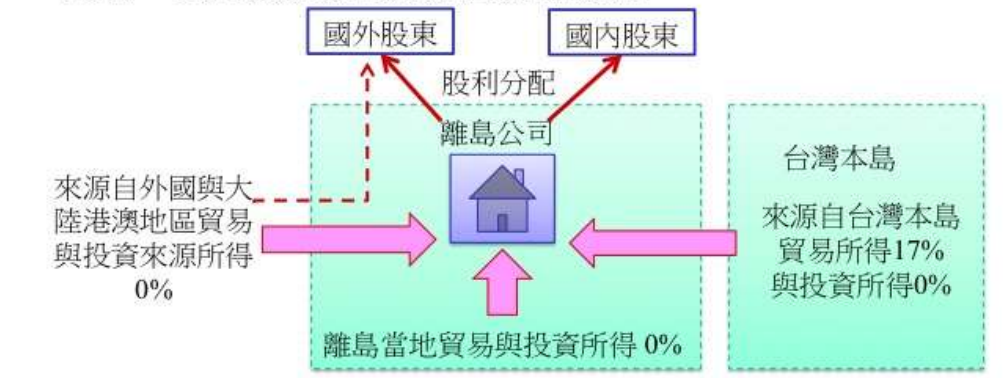 國外股東
國內股東
股利分配
離島公司
台灣本島
來源自外國與大
陸港澳地區貿易
與投資來源所得
0%
來源自台灣本島
貿易所得17%
與投資所得0%
離島當地貿易與投資所得 0%